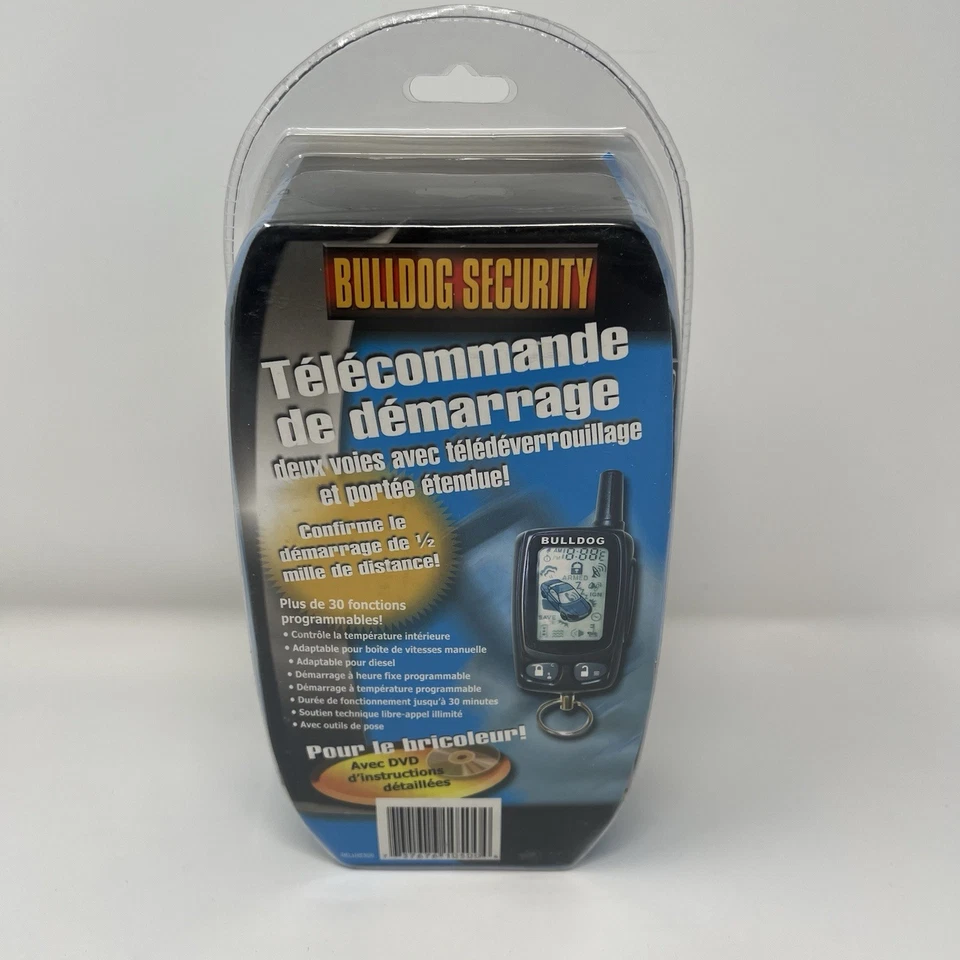 BULLDOG SECURITY
Télécommande
de démarrage
deux voies avec télédéverrouillage
et portée étendue!
Confirme le
démarrage de ½
mille de distance!
BULLDOG
ARMED
IGN
SAVE
Plus de 30 fonctions
programmables!
• Contrôle la température intérieure
• Adaptable pour boîte de vitesses manuelle
• Adaptable pour diesel
• Démarrage à heure fixe programmable
• Démarrage à température programmable
• Durée de fonctionnement jusqu'à 30 minutes
• Soutien technique libre-appel illimité
• Avec outils de pose
Pour le bricoleur!
Avec DVD
d'instructions
détaillées